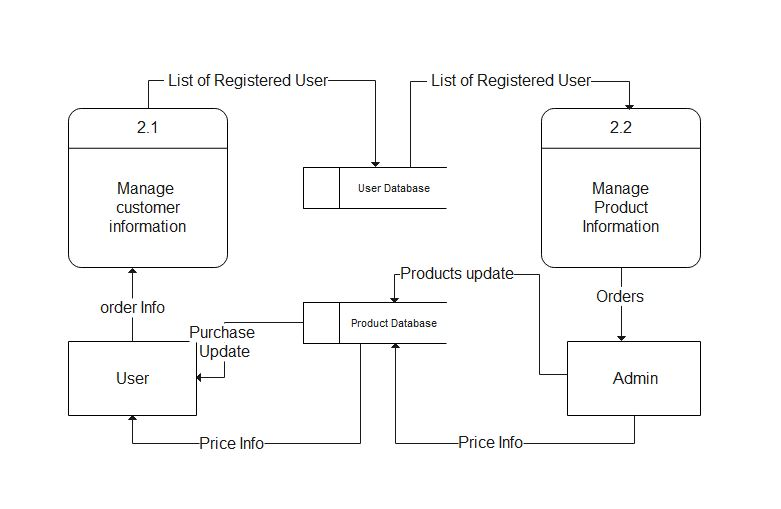 List of Registered User
List of Registered User
2.1
2.2
Manage
customer
information
User Database
Manage
Product
Information
Products update
order Info
Orders
Purchase
Update
Product Database
User
Admin
Price Info
Price Info